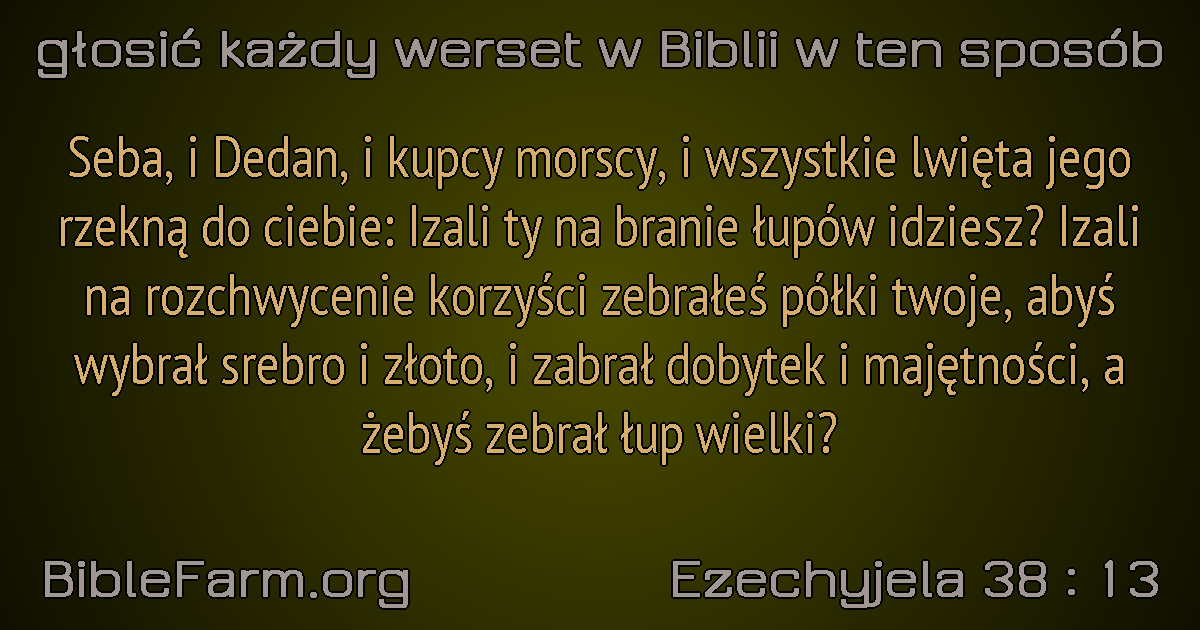 głosić każdy werset w Biblii w ten sposób
Seba, i Dedan, i kupcy morscy, i wszystkie lwięta jego
rzekną do ciebie: Izali ty na branie łupów idziesz? Izali
na rozchwycenie korzyści zebrałeś półki twoje, abyś
wybrał srebro i złoto, i zabrał dobytek i majętności, a
żebyś zebrał łup wielki?
BibleFarm.org
Ezechyjela 38 : 13